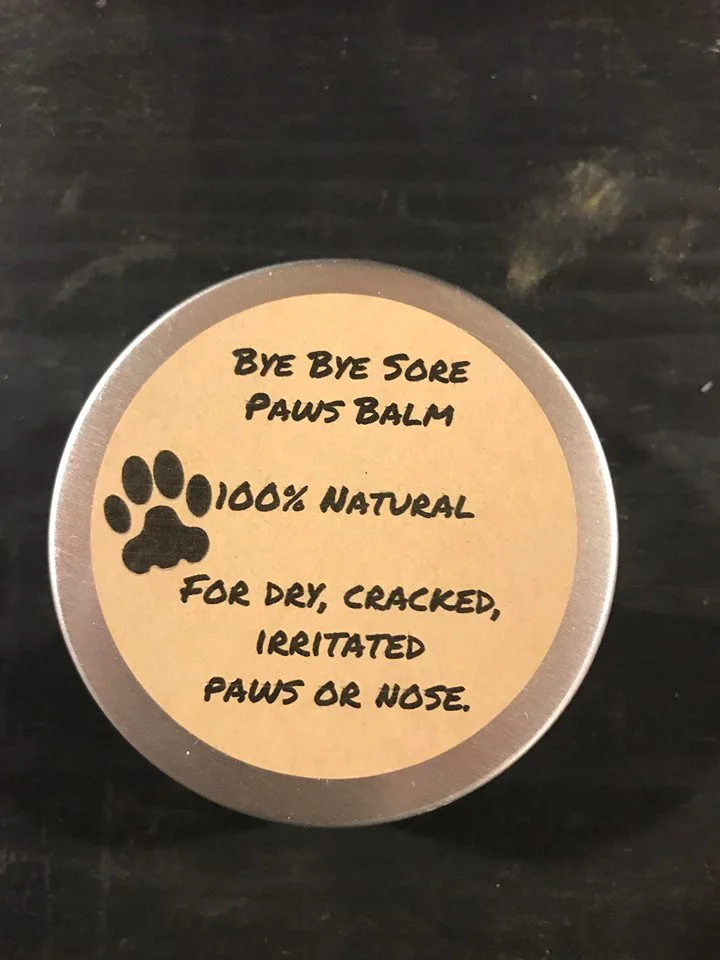 Bye Bye Sore
Paws Balm
100% Natural
For dry, cracked,
irritated
paws or nose.